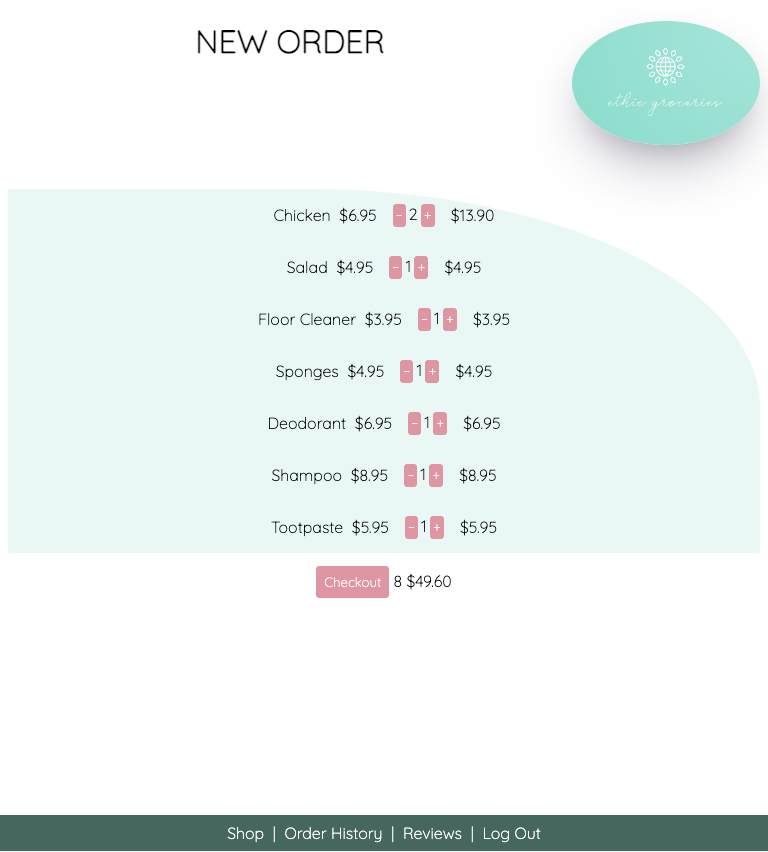 NEW ORDER
ethic groceries
Chicken $6.95 − 2 + $13.90
Salad $4.95 − 1 + $4.95
Floor Cleaner $3.95 − 1 + $3.95
Sponges $4.95 − 1 + $4.95
Deodorant $6.95 − 1 + $6.95
Shampoo $8.95 − 1 + $8.95
Tootpaste $5.95 − 1 + $5.95
Checkout 8 $49.60
Shop | Order History | Reviews | Log Out